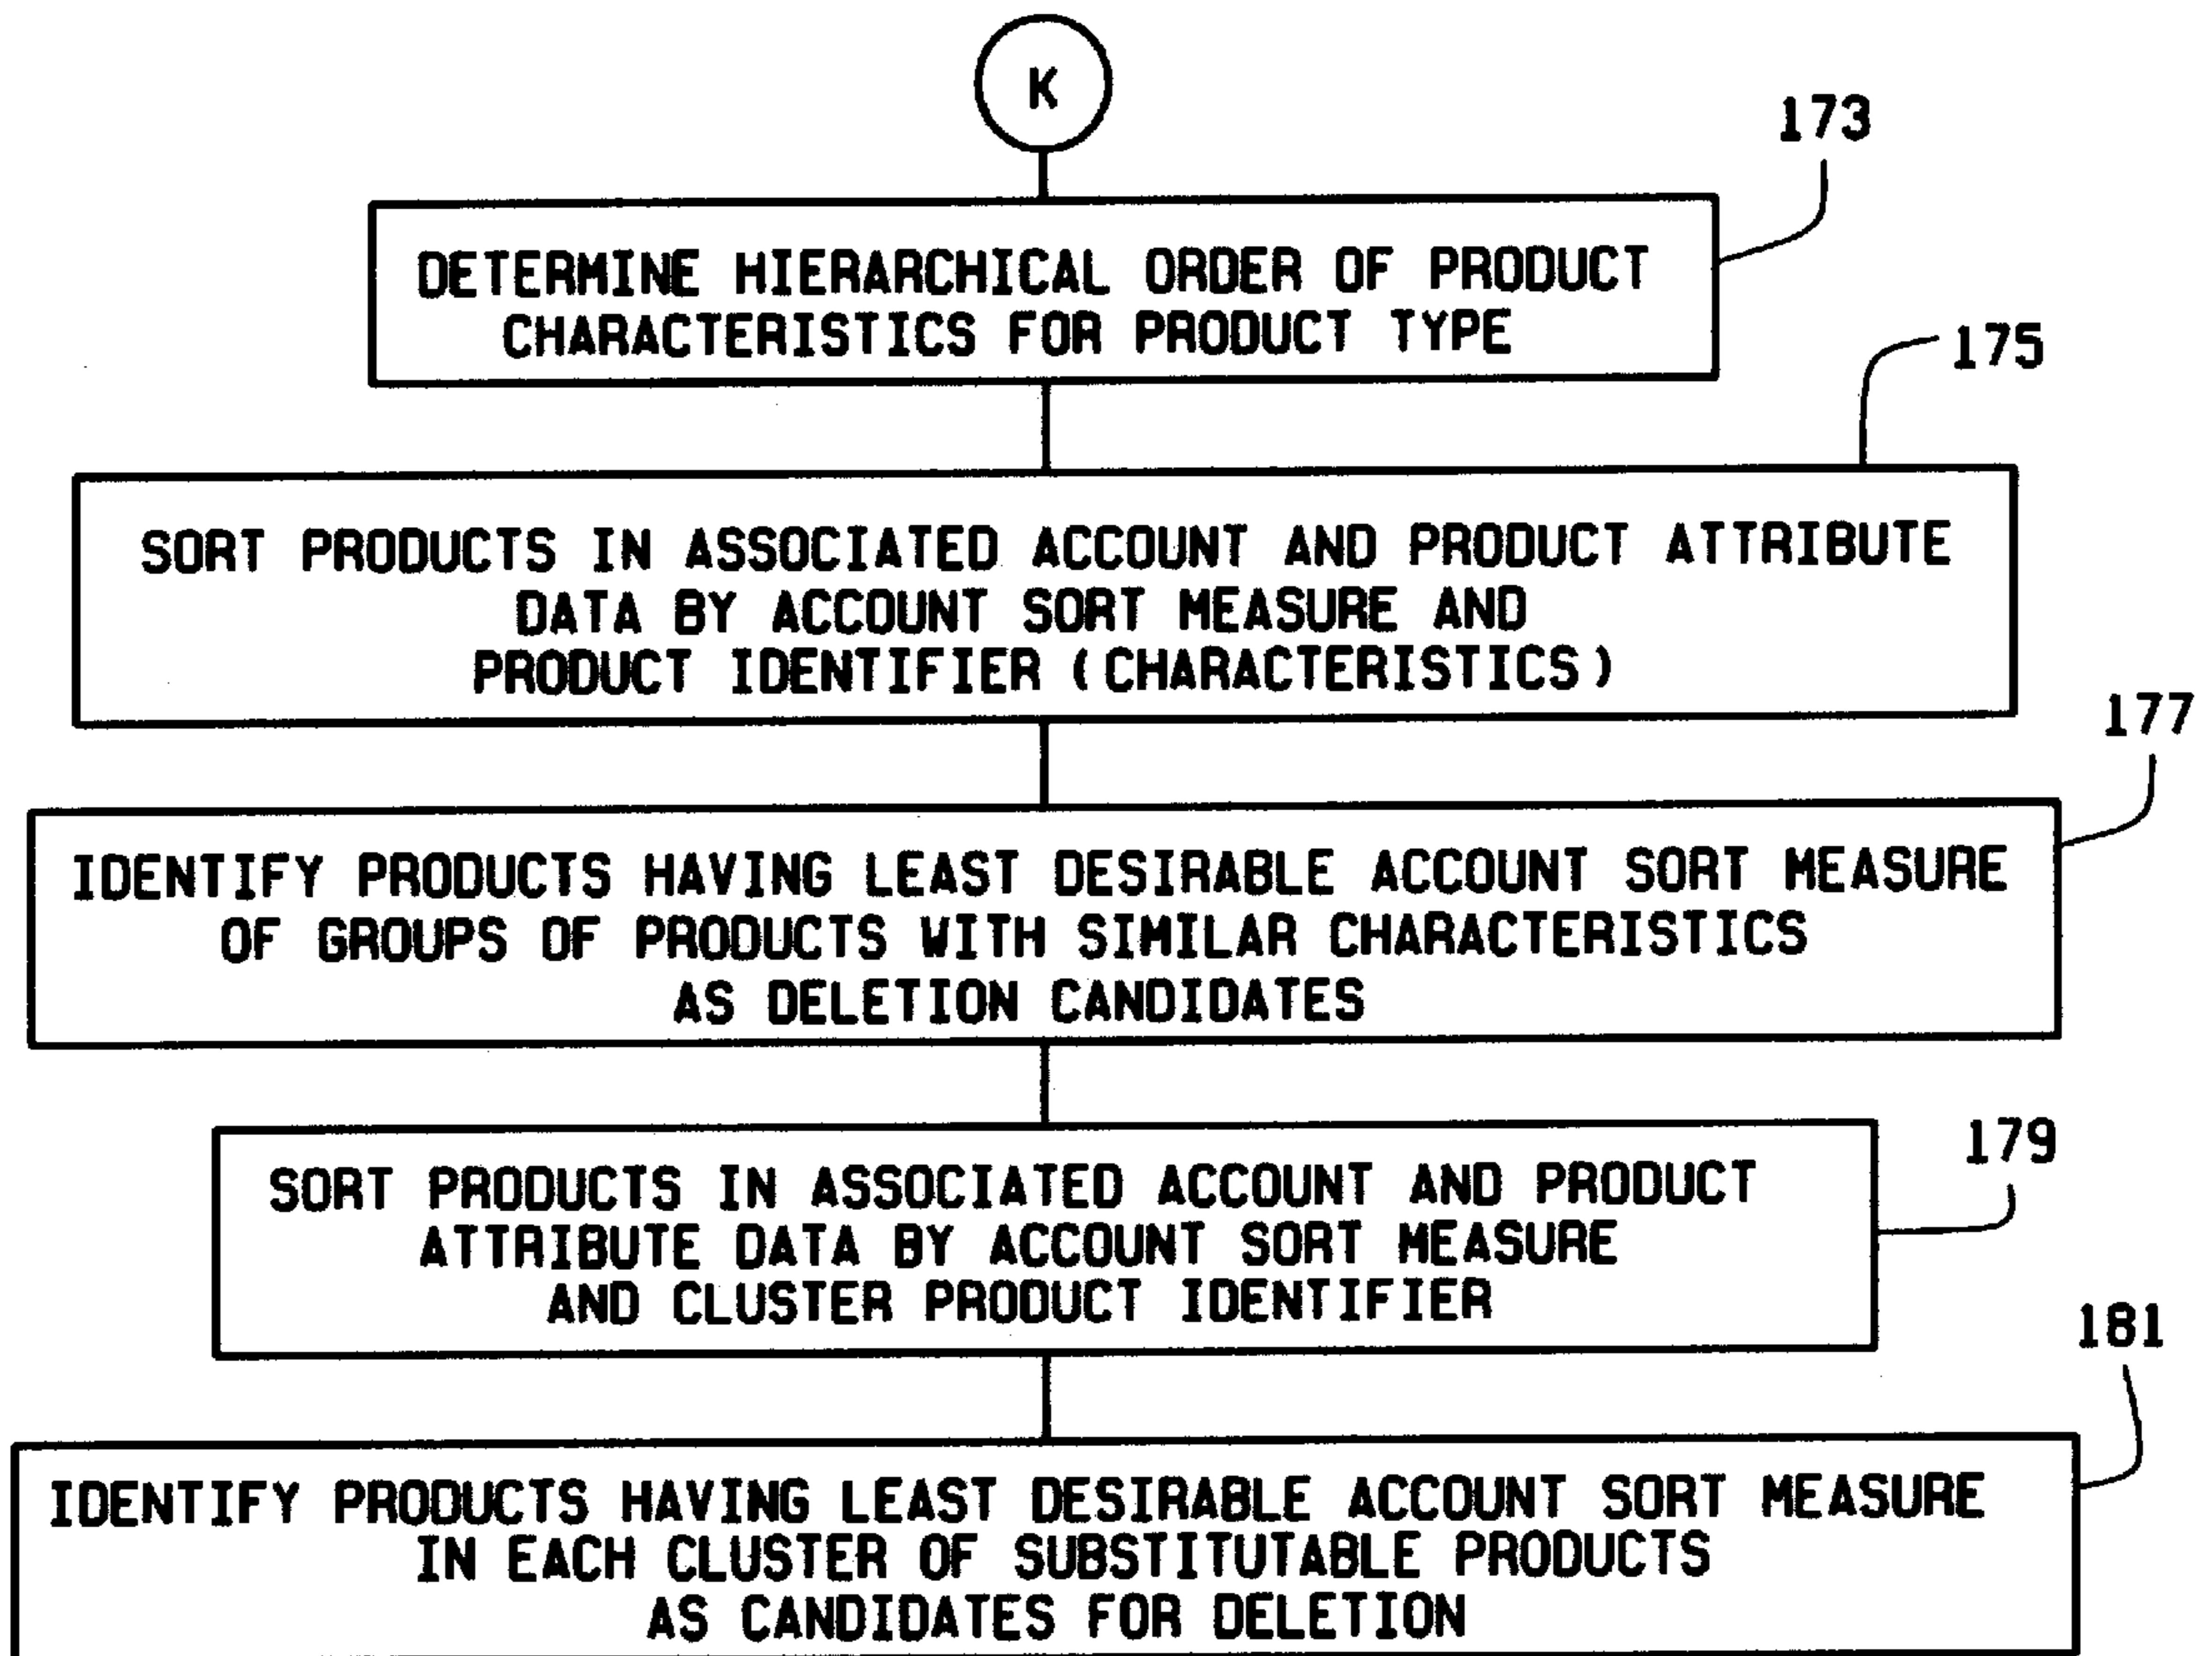 K
173
DETERMINE HIERARCHICAL ORDER OF PRODUCT
CHARACTERISTICS FOR PRODUCT TYPE
175
SORT PRODUCTS IN ASSOCIATED ACCOUNT AND PRODUCT ATTRIBUTE
DATA BY ACCOUNT SORT MEASURE AND
PRODUCT IDENTIFIER (CHARACTERISTICS)
177
IDENTIFY PRODUCTS HAVING LEAST DESIRABLE ACCOUNT SORT MEASURE
OF GROUPS OF PRODUCTS WITH SIMILAR CHARACTERISTICS
AS DELETION CANDIDATES
179
SORT PRODUCTS IN ASSOCIATED ACCOUNT AND PRODUCT
ATTRIBUTE DATA BY ACCOUNT SORT MEASURE
AND CLUSTER PRODUCT IDENTIFIER
181
IDENTIFY PRODUCTS HAVING LEAST DESIRABLE ACCOUNT SORT MEASURE
IN EACH CLUSTER OF SUBSTITUTABLE PRODUCTS
AS CANDIDATES FOR DELETION